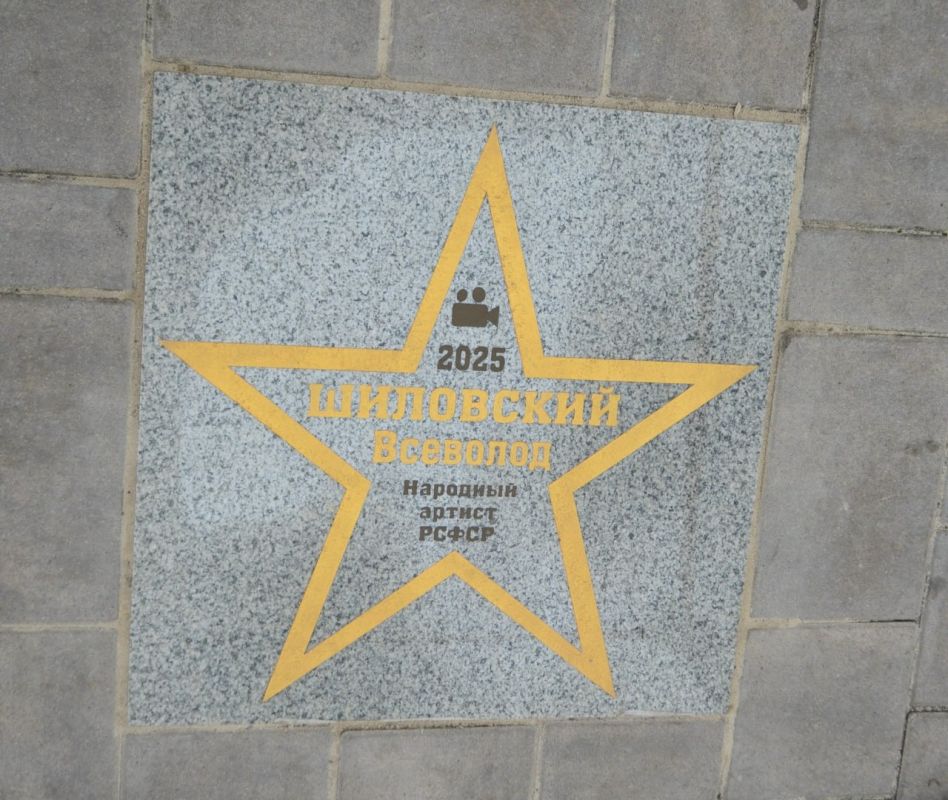 2025
ШИЛОВСКИЙ
Всеволод
Народный
артист
РСФСР